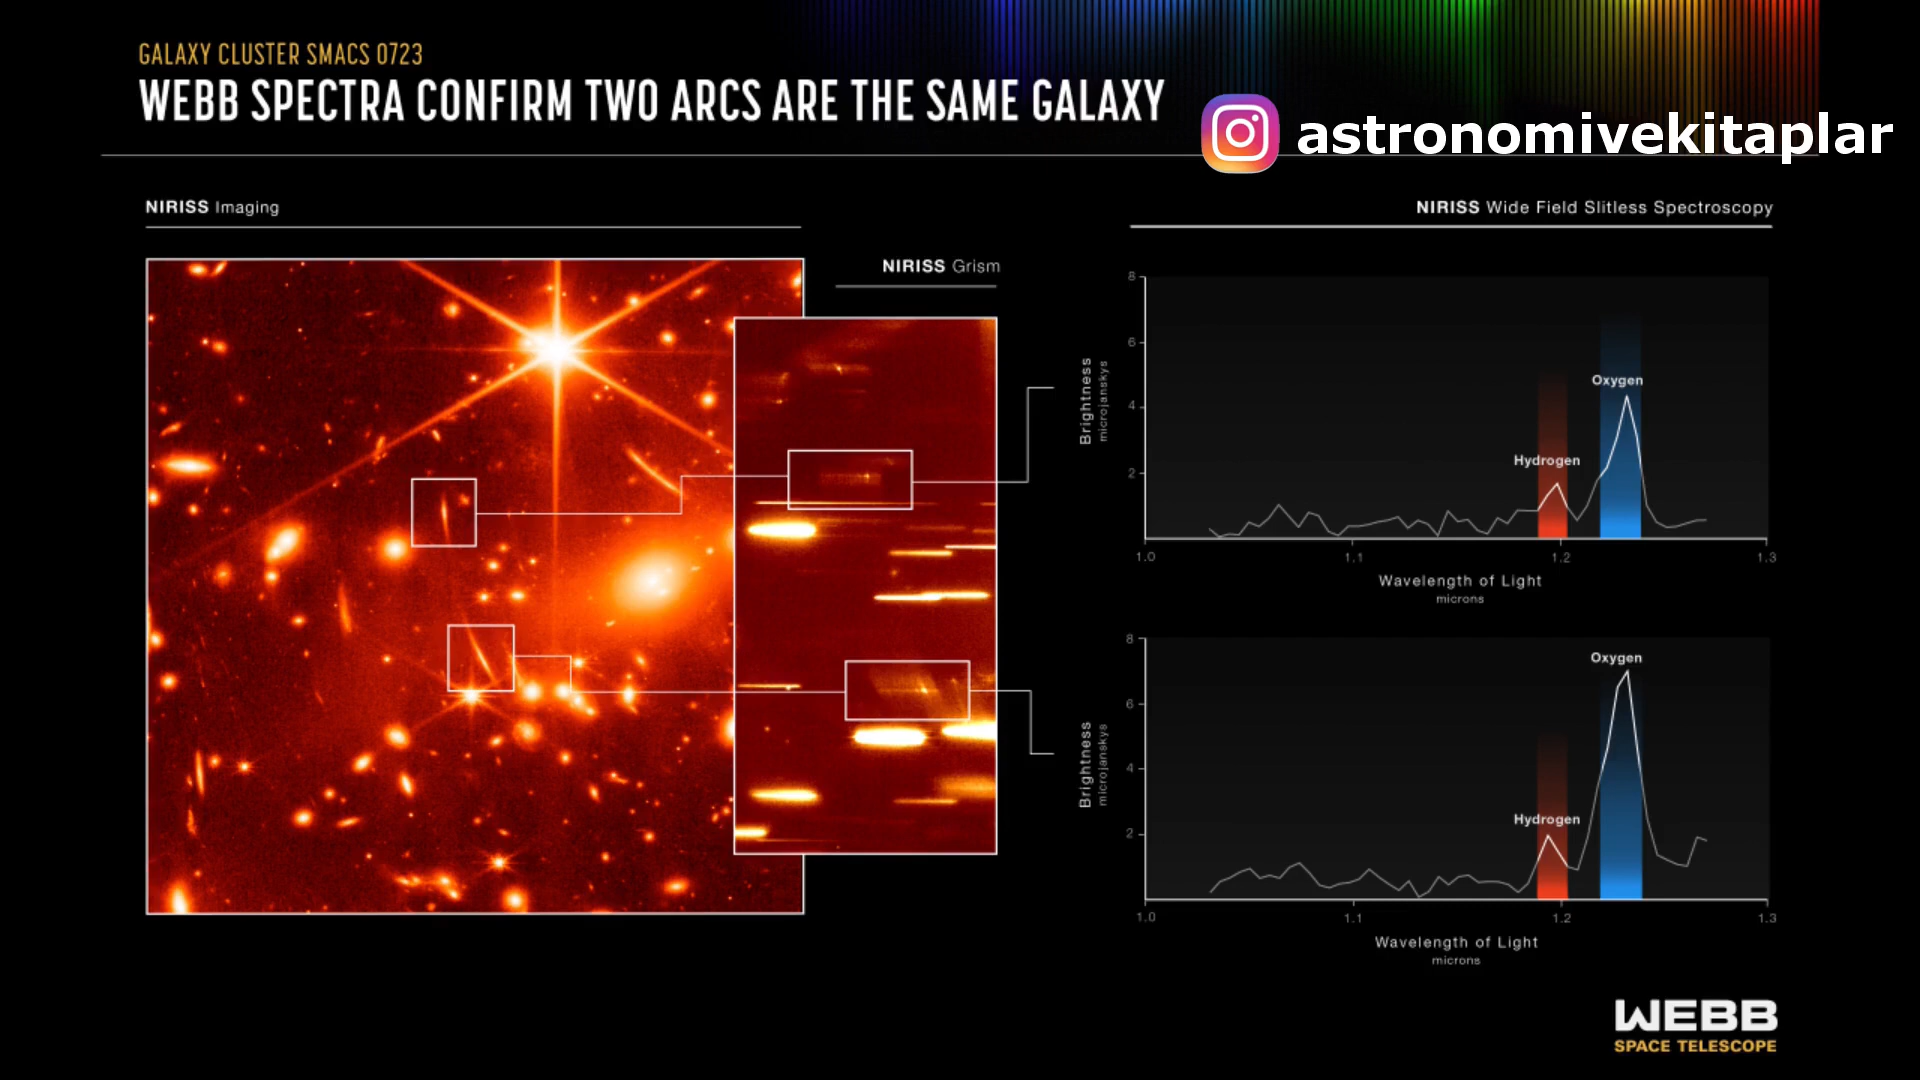 GALAXY CLUSTER SMACS 0723
WEBB SPECTRA CONFIRM TWO ARCS ARE THE SAME GALAXY
astronomivekitaplar
NIRISS Imaging
NIRISS Grism
NIRISS Wide Field Slitless Spectroscopy
8
6
4
2
Brightness
microjanskys
Oxygen
Hydrogen
1.0 1.1 1.2 1.3
Wavelength of Light
microns
8
6
4
2
Brightness
microjanskys
Oxygen
Hydrogen
1.0 1.1 1.2 1.3
Wavelength of Light
microns
WEBB
SPACE TELESCOPE